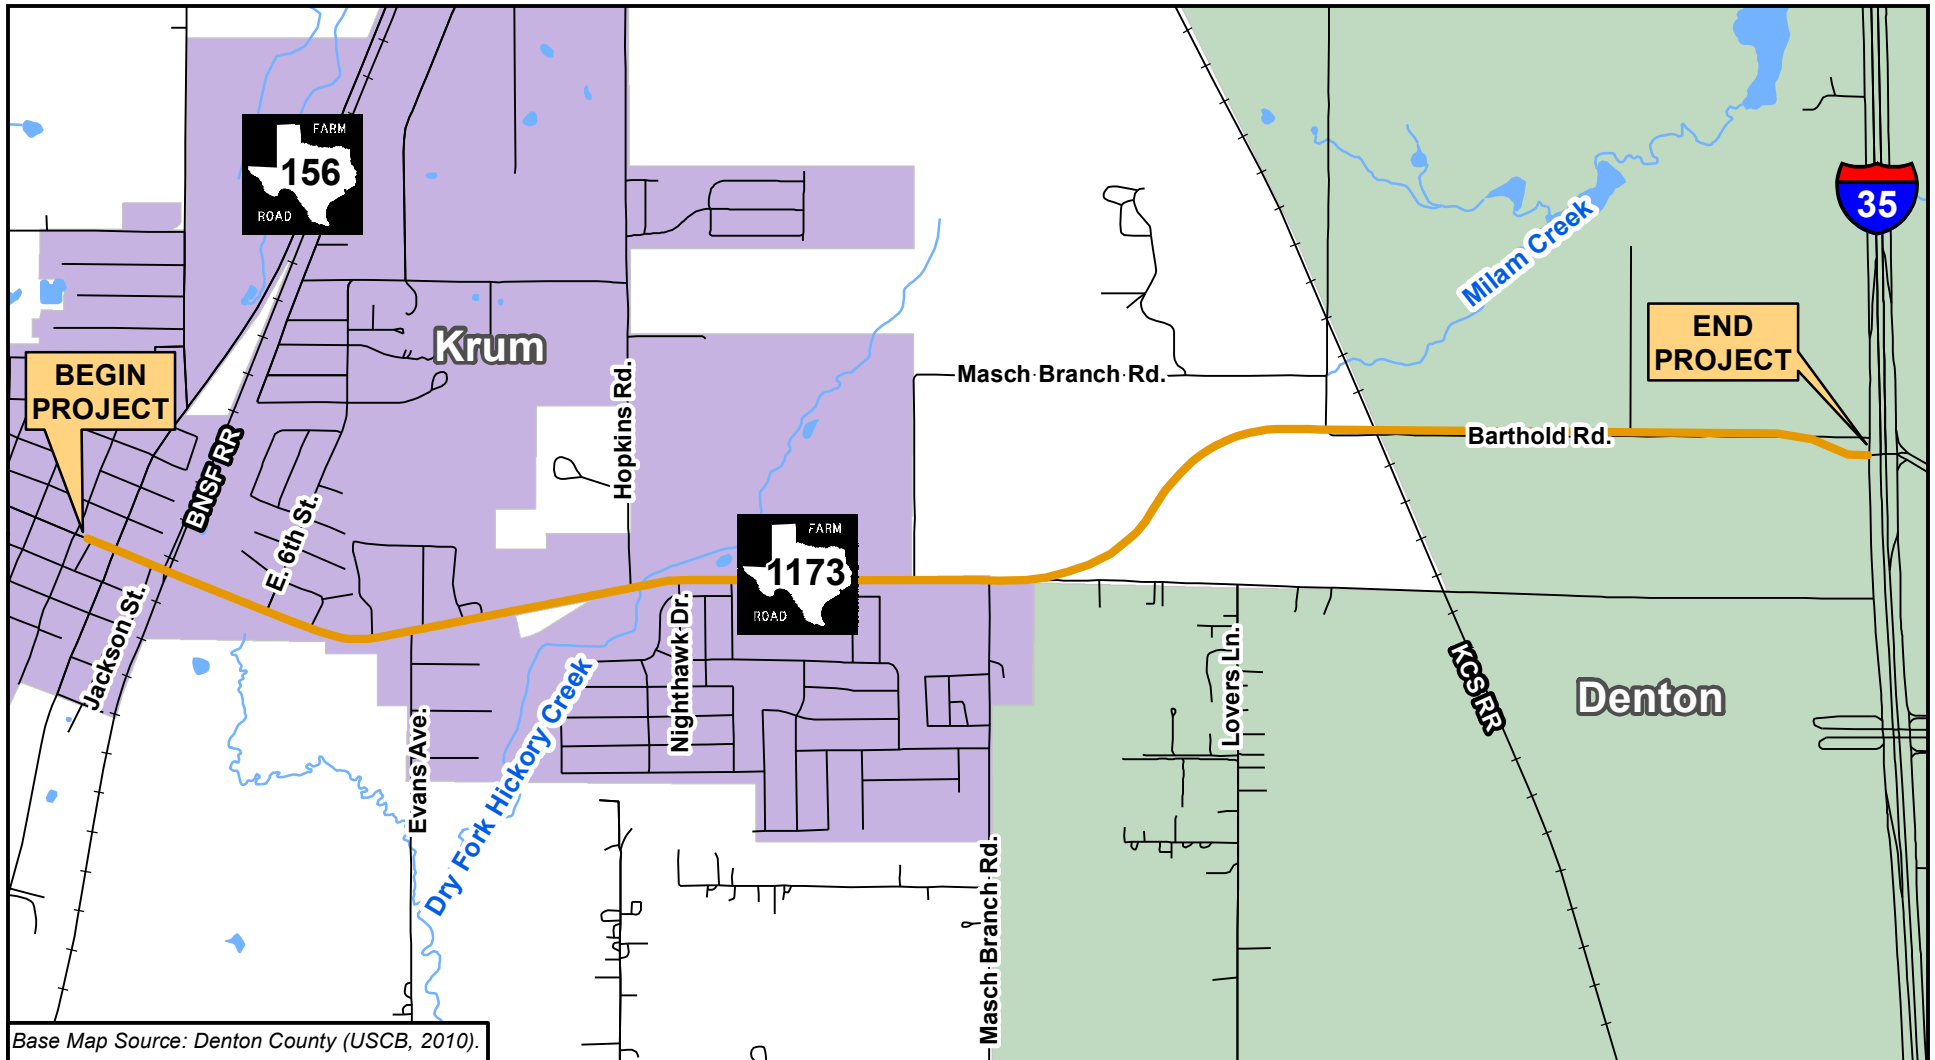 FARM
156
ROAD
35
Milam Creek
END
PROJECT
Krum
BEGIN
PROJECT
Masch Branch Rd.
Hopkins Rd.
Barthold Rd.
BNSF RR
E. 6th St.
FARM
1173
ROAD
Jackson St.
Nighthawk Dr.
Lovers Ln.
KCS RR
Denton
Evans Ave.
Dry Fork Hickory Creek
Masch Branch Rd.
Base Map Source: Denton County (USCB, 2010).